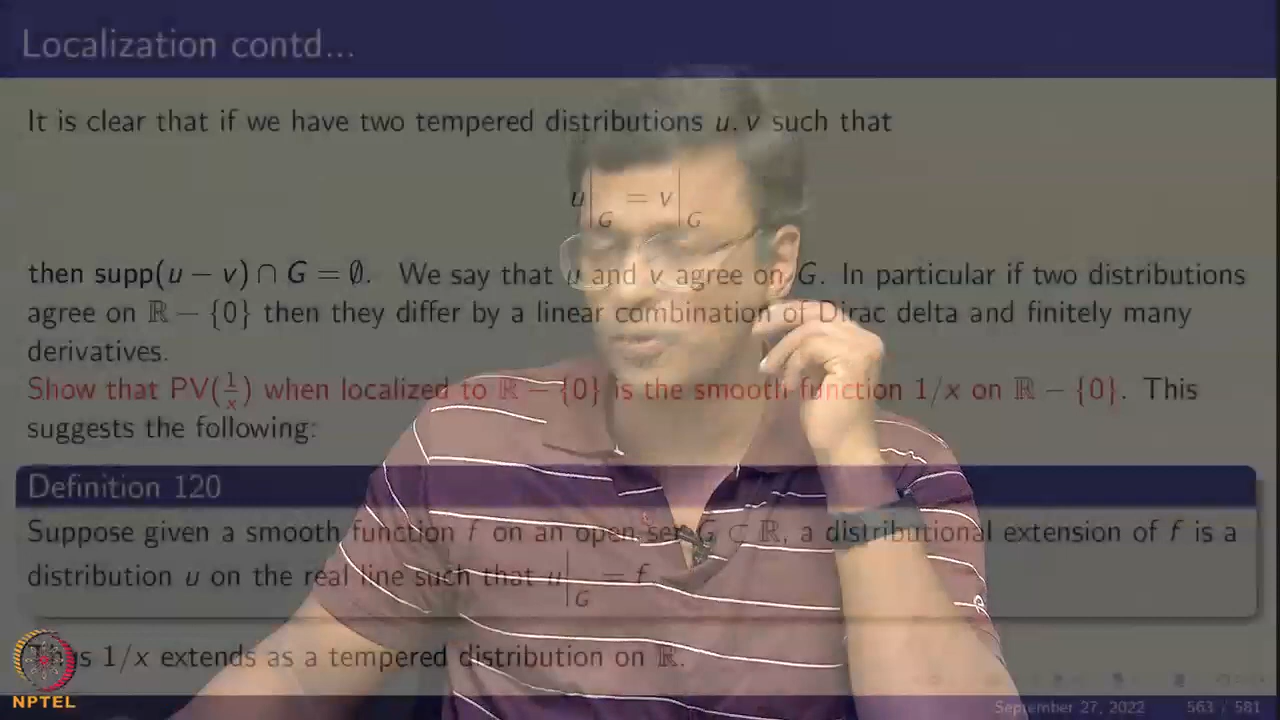 Localization contd...
It is clear that if we have two tempered distributions u. v such that
u|_G = v|_G
then supp(u − v) ∩ G = ∅. We say that u and v agree on G. In particular if two distributions
agree on ℝ − {0} then they differ by a linear combination of Dirac delta and finitely many
derivatives.
Show that PV(1/x) when localized to ℝ − {0} is the smooth function 1/x on ℝ − {0}. This
suggests the following:
Definition 120
Suppose given a smooth function f on an open set G ⊂ ℝ, a distributional extension of f is a
distribution u on the real line such that u|_G = f
1/x extends as a tempered distribution on ℝ.
NPTEL
September 27, 2022 563 / 581